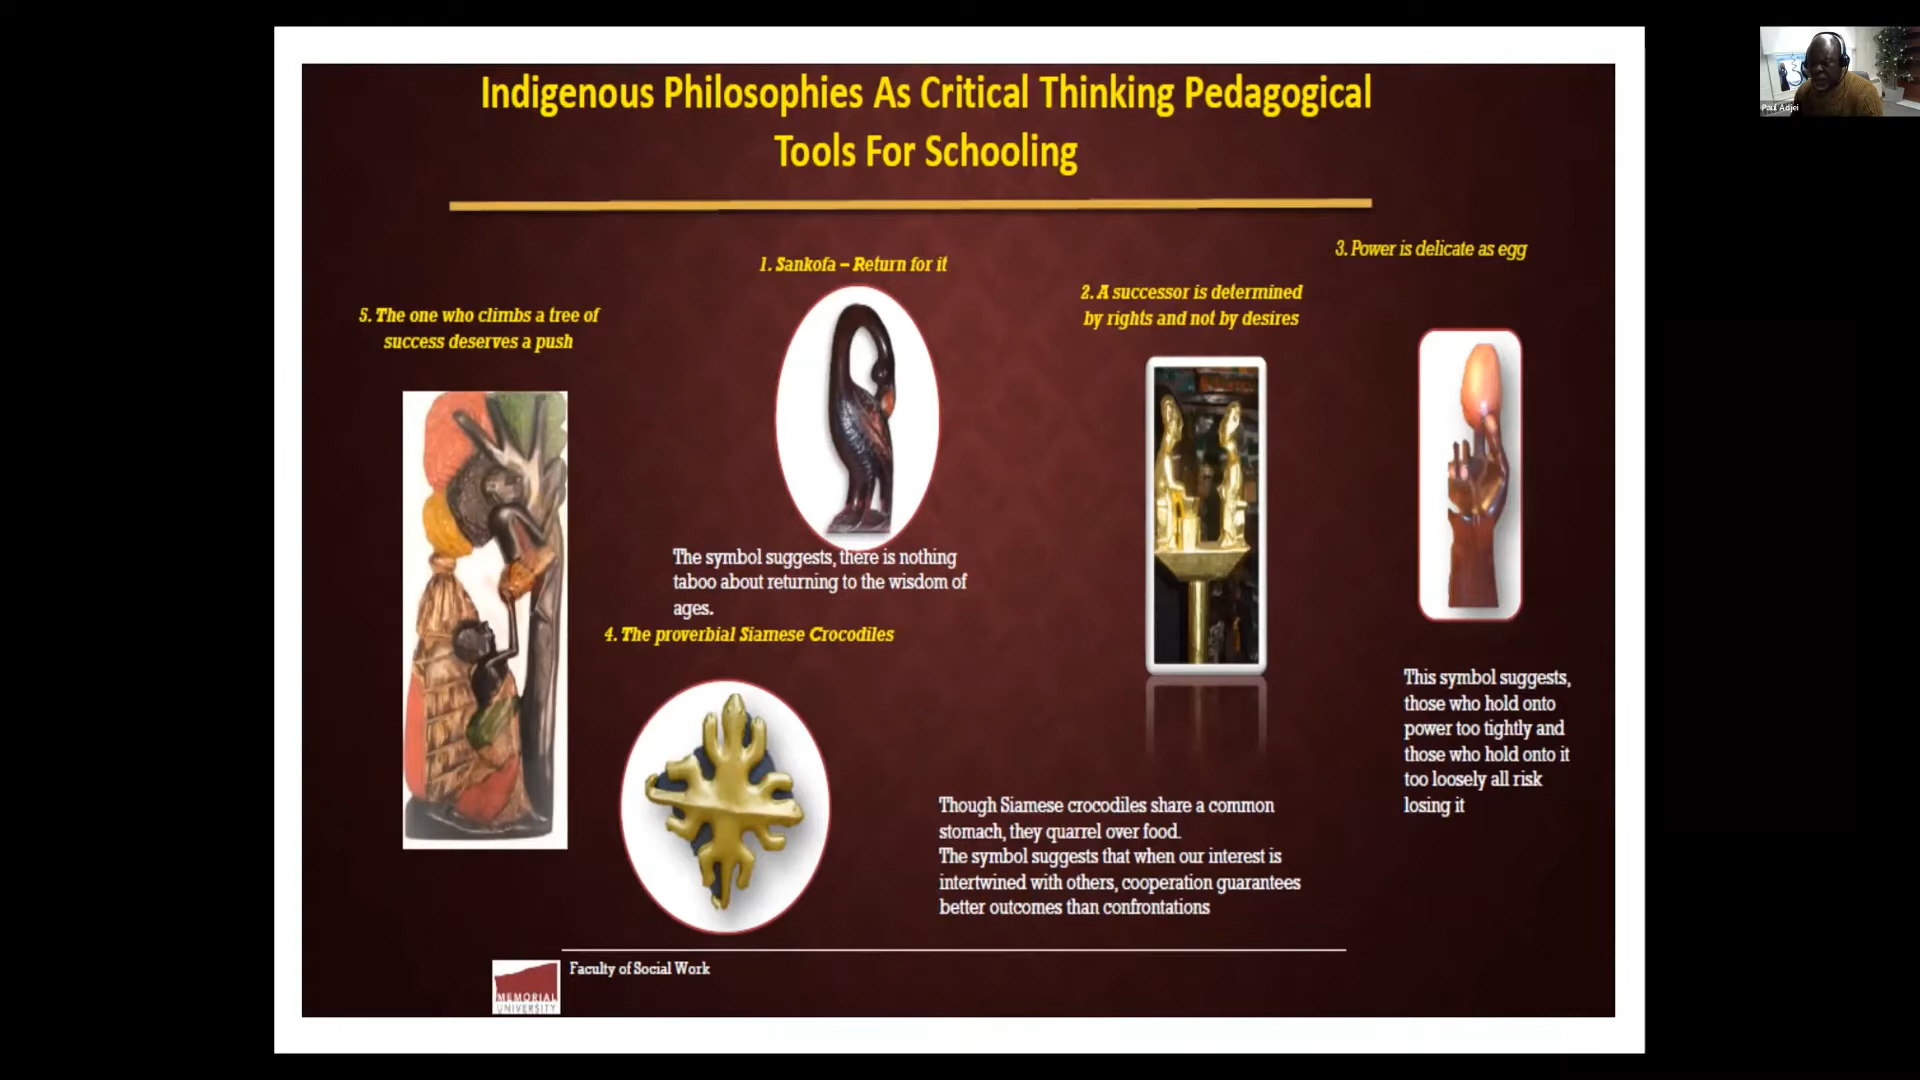 Indigenous Philosophies As Critical Thinking Pedagogical
Tools For Schooling
1. Sankofa – Return for it
The symbol suggests, there is nothing
taboo about returning to the wisdom of
ages.
2. A successor is determined
by rights and not by desires
3. Power is delicate as egg
This symbol suggests,
those who hold onto
power too tightly and
those who hold onto it
too loosely all risk
losing it
4. The proverbial Siamese Crocodiles
Though Siamese crocodiles share a common
stomach, they quarrel over food.
The symbol suggests that when our interest is
intertwined with others, cooperation guarantees
better outcomes than confrontations
5. The one who climbs a tree of
success deserves a push
MEMORIAL
UNIVERSITY
Faculty of Social Work
Paul Adjei